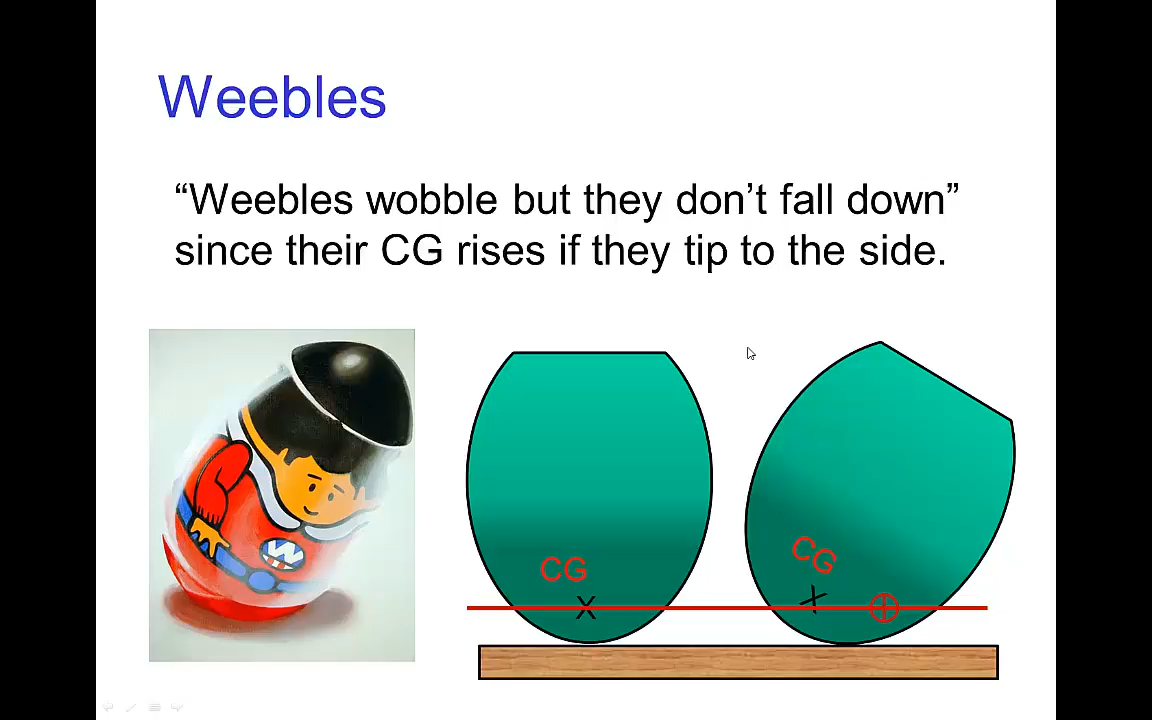 Weebles
“Weebles wobble but they don’t fall down”
since their CG rises if they tip to the side.
W
CG
X
CG
X